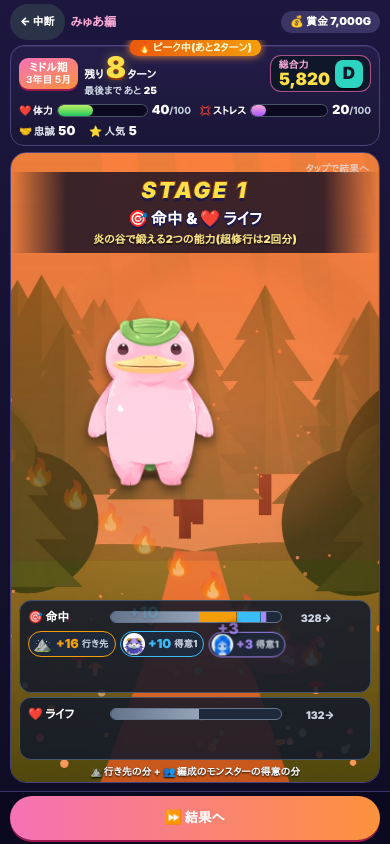 ← 中断 みゅあ編 賞金 7,000G
ピーク中(あと2ターン)
ミドル期
3年目 5月
残り8ターン
最後まで あと 25
総合力
5,820 D
体力 40/100 ストレス 20/100
忠誠 50 人気 5
タップで結果へ
STAGE 1
命中 & ライフ
炎の谷で鍛える2つの能力(超修行は2回分)
+10
命中 328→
+3
+16 行き先 +10 得意1 +3 得意1
ライフ 132→
行き先の分 + 編成のモンスターの得意の分
結果へ